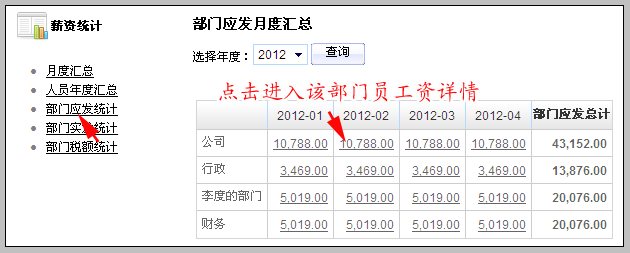 薪资统计
月度汇总
人员年度汇总
部门应发统计
部门实发统计
部门税额统计
部门应发月度汇总
选择年度: 2012 查询
点击进入该部门员工资详情
2012-01 2012-02 2012-03 2012-04 部门应发总计
公司 10,788.00 10,788.00 10,788.00 10,788.00 43,152.00
行政 3,469.00 3,469.00 3,469.00 3,469.00 13,876.00
李度的部门 5,019.00 5,019.00 5,019.00 5,019.00 20,076.00
财务 5,019.00 5,019.00 5,019.00 5,019.00 20,076.00